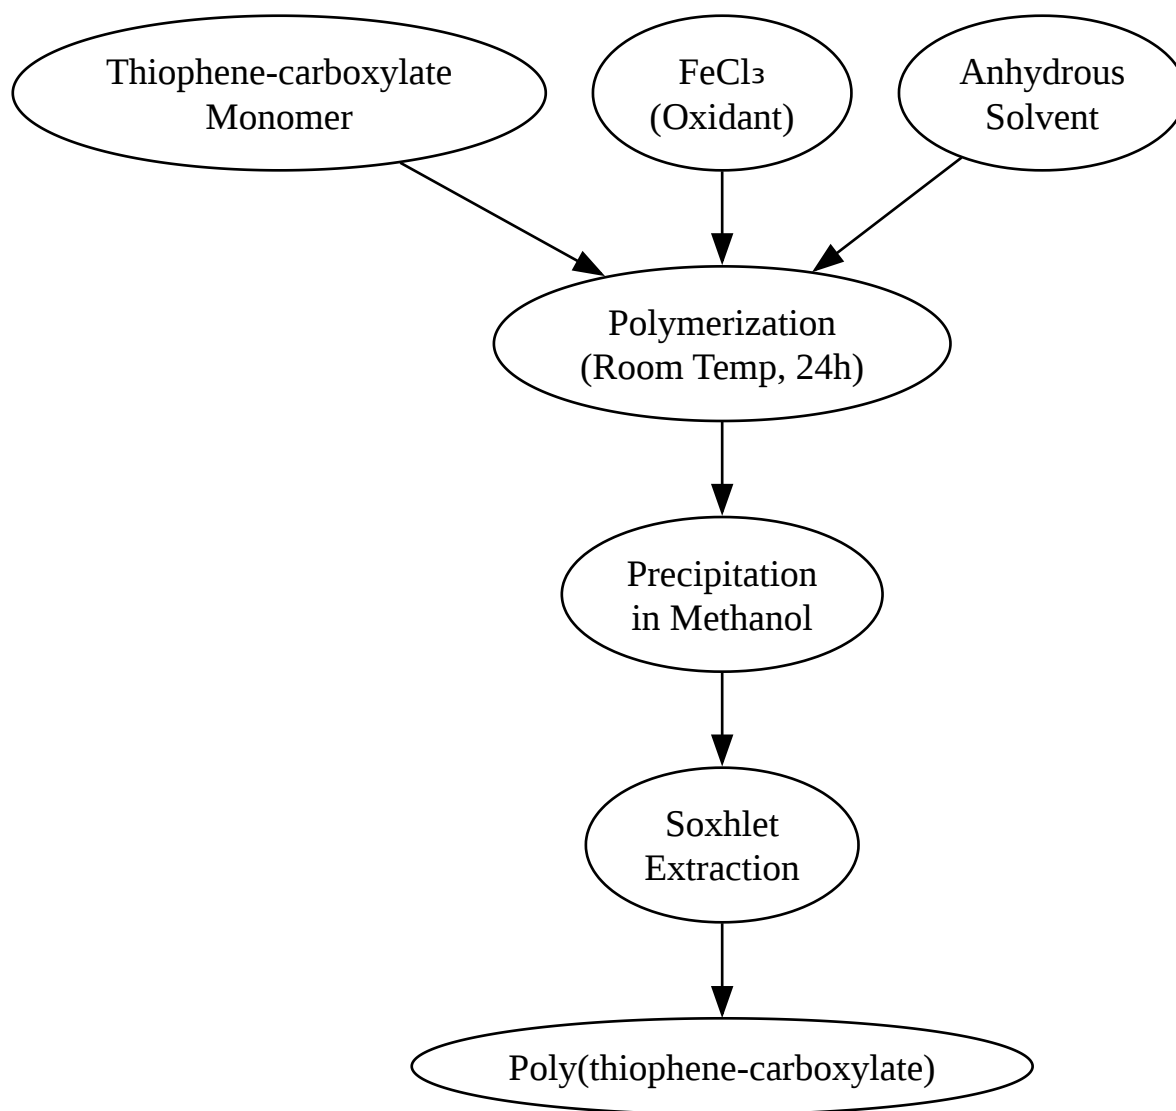 Thiophene-carboxylate
Monomer
FeCl₃
(Oxidant)
Anhydrous
Solvent
Polymerization
(Room Temp, 24h)
Precipitation
in Methanol
Soxhlet
Extraction
Poly(thiophene-carboxylate)